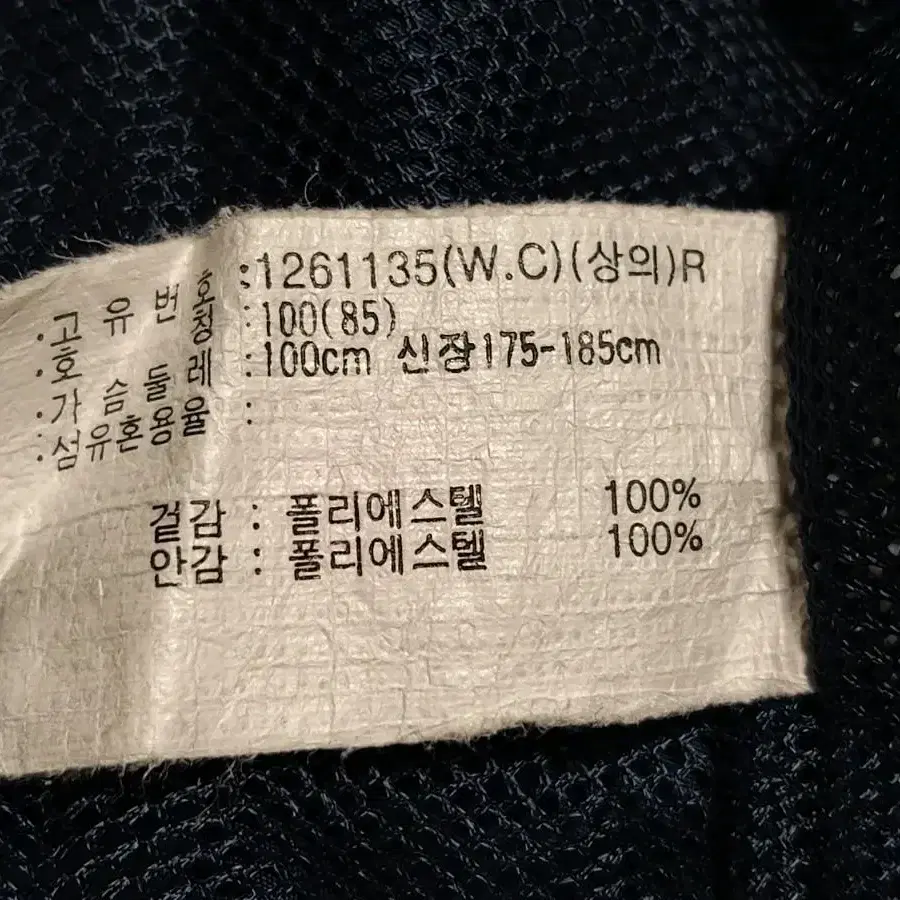 ·고유번호 :1261135(W.C)(상의)R
·호칭 :100(85)
·가슴둘레 :100cm 신장175-185cm
·섬유혼용율 :
겉감 : 폴리에스텔 100%
안감 : 폴리에스텔 100%